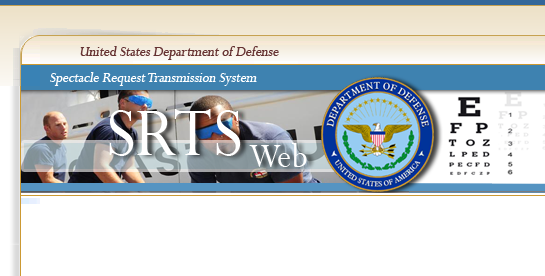 United States Department of Defense
Spectacle Request Transmission System
SRTS
Web
DEPARTMENT OF DEFENSE
UNITED STATES OF AMERICA
E
F P
T O Z
L P E D
P E C F D
E D F C Z P
1
2
3
4
5
6